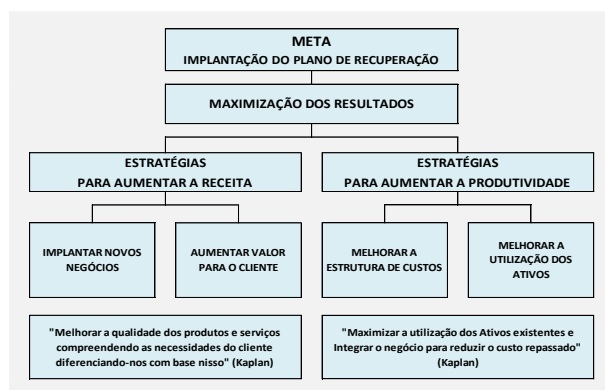 META
IMPLANTAÇÃO DO PLANO DE RECUPERAÇÃO
MAXIMIZAÇÃO DOS RESULTADOS
ESTRATÉGIAS
PARA AUMENTAR A RECEITA
ESTRATÉGIAS
PARA AUMENTAR A PRODUTIVIDADE
IMPLANTAR NOVOS
NEGÓCIOS
AUMENTAR VALOR
PARA O CLIENTE
MELHORAR A
ESTRUTURA DE CUSTOS
MELHORAR A
UTILIZAÇÃO DOS
ATIVOS
"Melhorar a qualidade dos produtos e serviços
compreendendo as necessidades do cliente
diferenciando-nos com base nisso" (Kaplan)
"Maximizar a utilização dos Ativos existentes e
Integrar o negócio para reduzir o custo repassado"
(Kaplan)